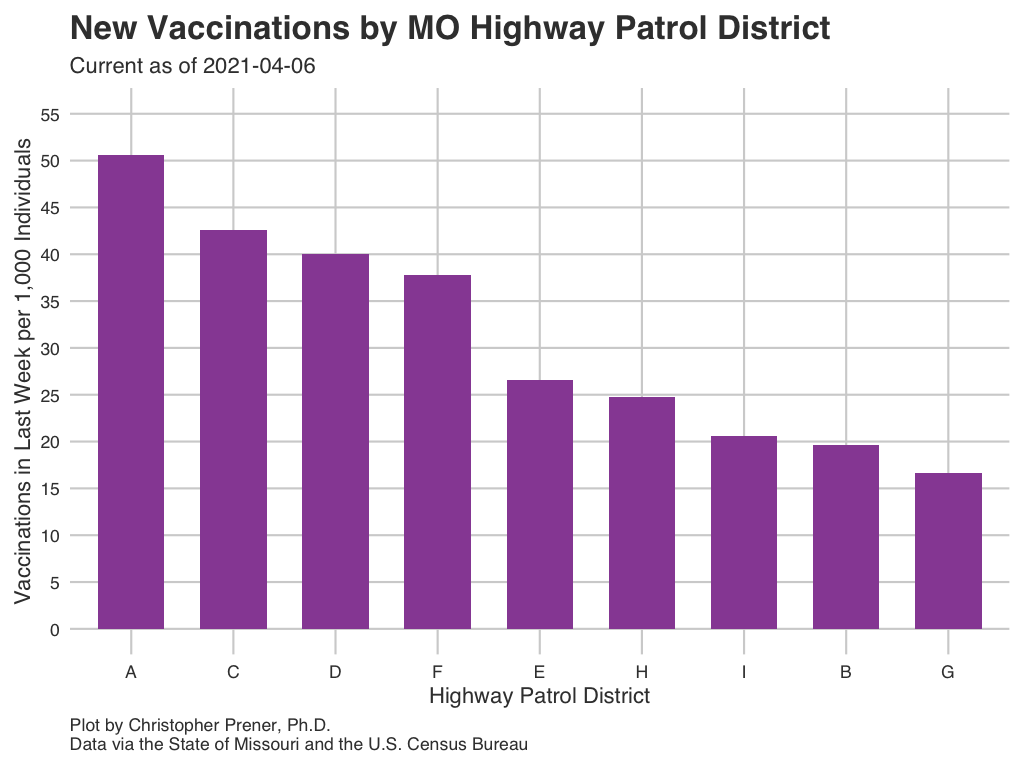 New Vaccinations by MO Highway Patrol District
Current as of 2021-04-06
Vaccinations in Last Week per 1,000 Individuals
55
50
45
40
35
30
25
20
15
10
5
0
A C D F E H I B G
Highway Patrol District
Plot by Christopher Prener, Ph.D.
Data via the State of Missouri and the U.S. Census Bureau